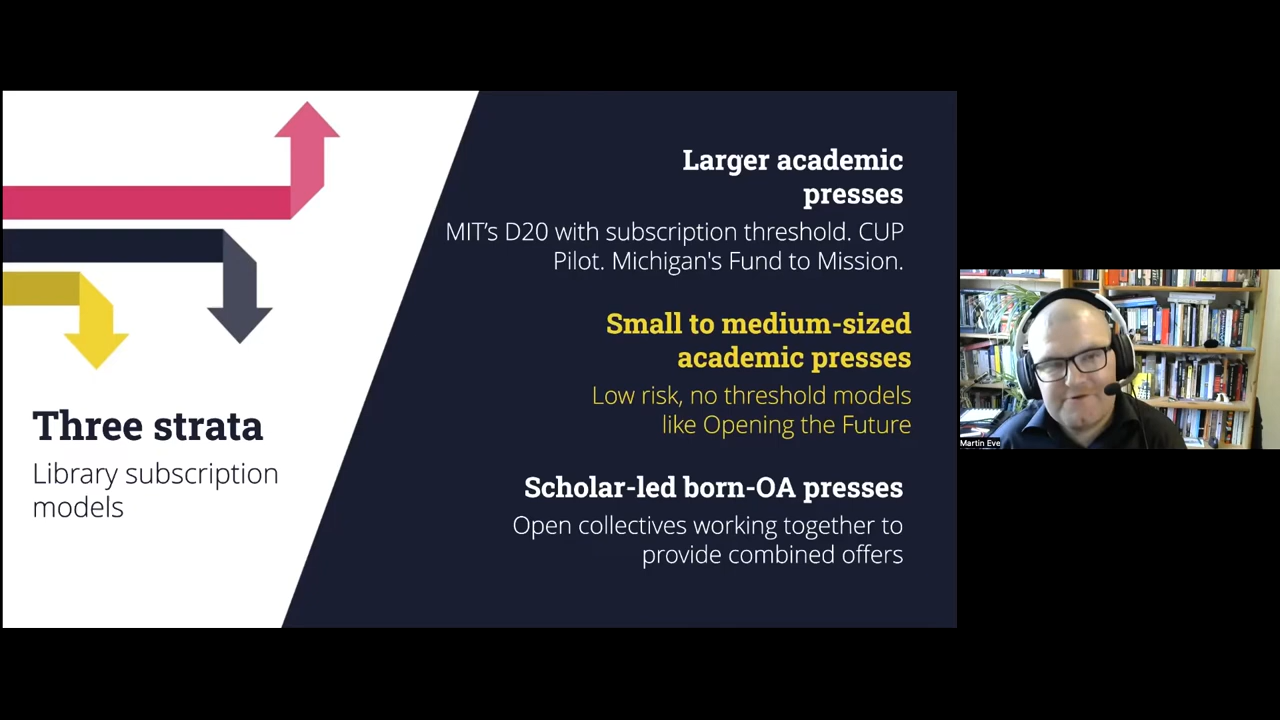 Three strata
Library subscription
models
Larger academic
presses
MIT's D20 with subscription threshold. CUP
Pilot. Michigan's Fund to Mission.
Small to medium-sized
academic presses
Low risk, no threshold models
like Opening the Future
Scholar-led born-OA presses
Open collectives working together to
provide combined offers
Martin Eve